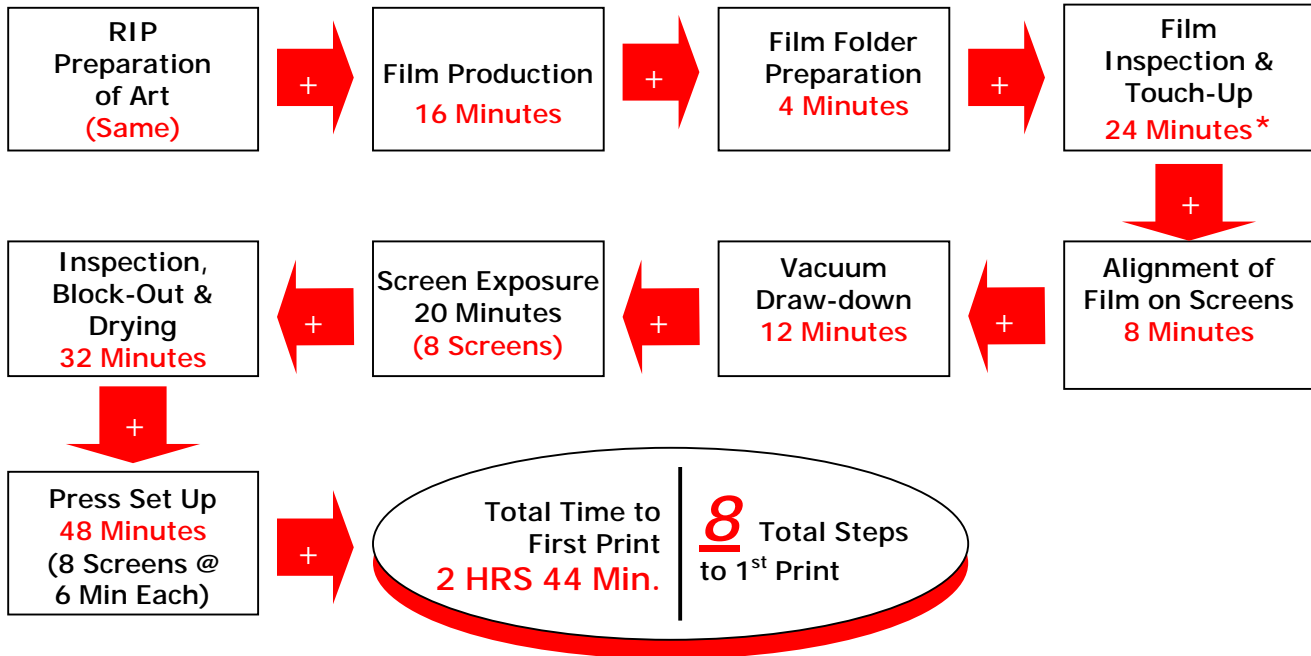 RIP
Preparation
of Art
(Same)
+
Film Production
16 Minutes
+
Film Folder
Preparation
4 Minutes
+
Film
Inspection &
Touch-Up
24 Minutes*
+
Alignment of
Film on Screens
8 Minutes
+
Vacuum
Draw-down
12 Minutes
+
Screen Exposure
20 Minutes
(8 Screens)
+
Inspection,
Block-Out &
Drying
32 Minutes
+
Press Set Up
48 Minutes
(8 Screens @
6 Min Each)
+
Total Time to
First Print
2 HRS 44 Min.
8 Total Steps
to 1st Print